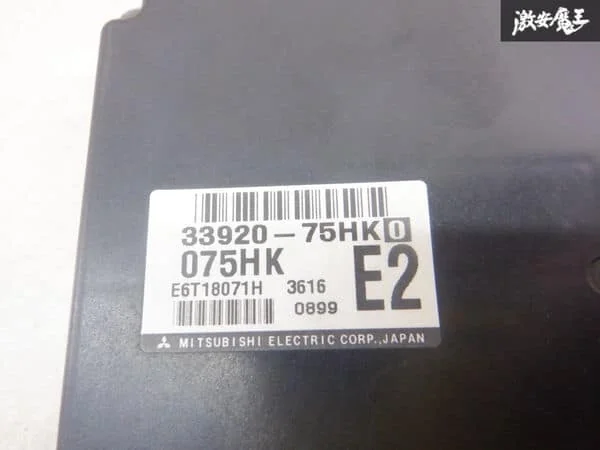 激安魔王
33920-75HK0
075HK
E2
E6T18071H 3616
0899
MITSUBISHI ELECTRIC CORP.,JAPAN